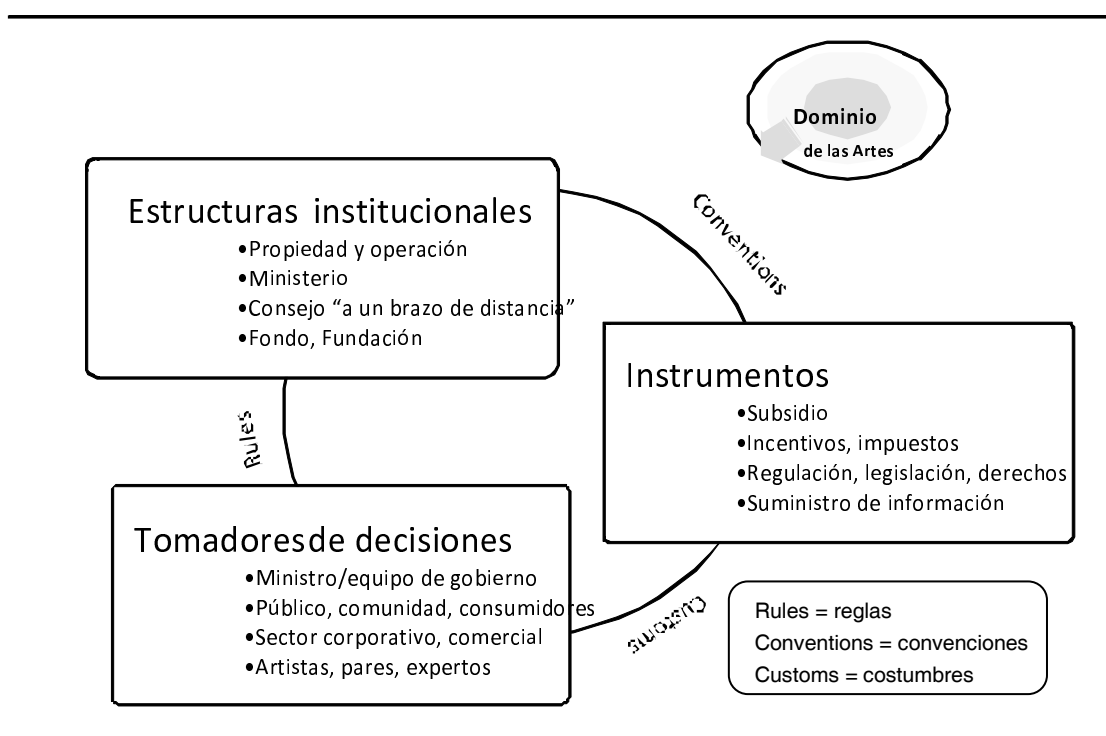 Dominio
de las Artes
Estructuras institucionales
•Propiedad y operación
•Ministerio
•Consejo “a un brazo de distancia”
•Fondo, Fundación
Conventions
Instrumentos
•Subsidio
•Incentivos, impuestos
•Regulación, legislación, derechos
•Suministro de información
Rules
Tomadores de decisiones
•Ministro/equipo de gobierno
•Público, comunidad, consumidores
•Sector corporativo, comercial
•Artistas, pares, expertos
Customs
Rules = reglas
Conventions = convenciones
Customs = costumbres